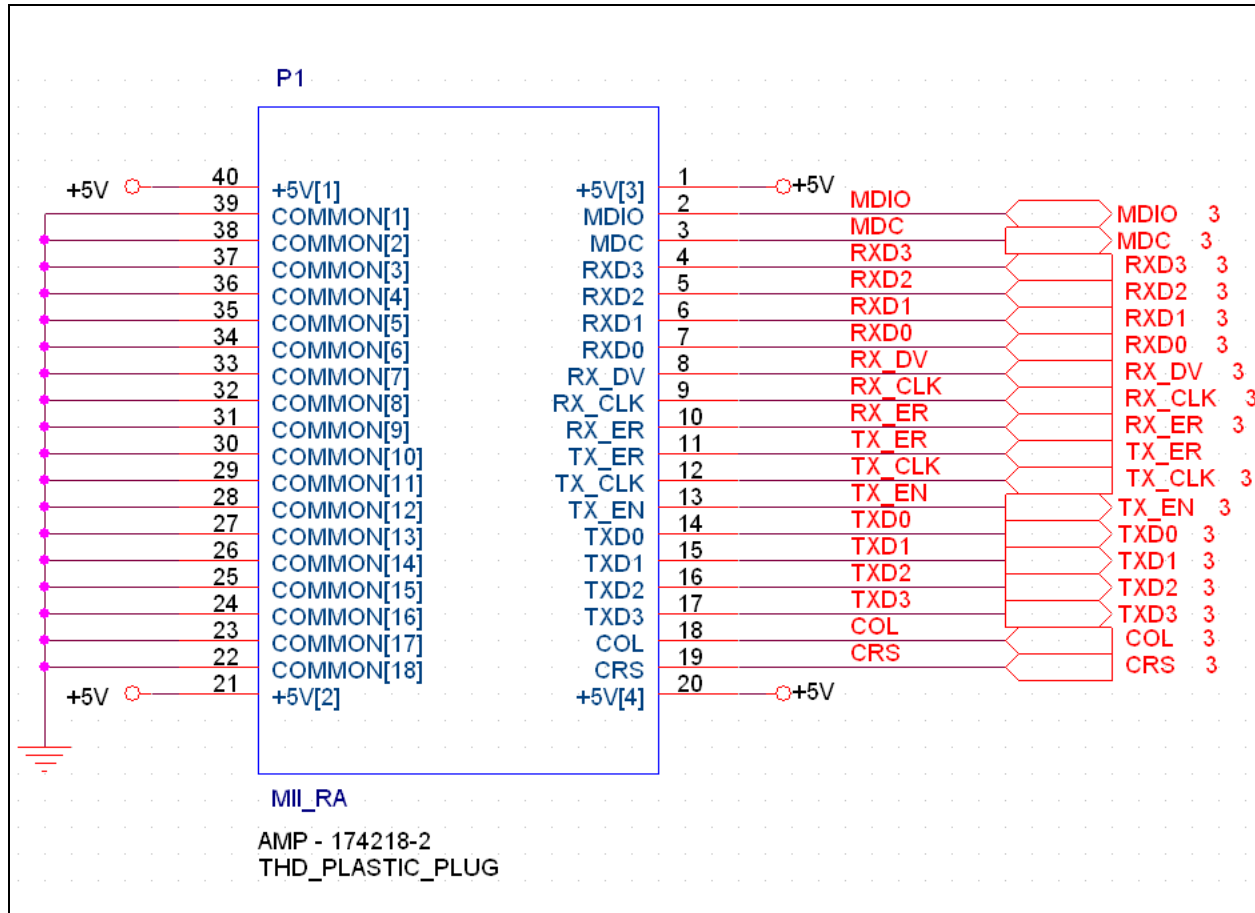 P1
+5V 40 +5V[1] +5V[3] 1 +5V
39 COMMON[1] MDIO 2 MDIO MDIO 3
38 COMMON[2] MDC 3 MDC MDC 3
37 COMMON[3] RXD3 4 RXD3 RXD3 3
36 COMMON[4] RXD2 5 RXD2 RXD2 3
35 COMMON[5] RXD1 6 RXD1 RXD1 3
34 COMMON[6] RXD0 7 RXD0 RXD0 3
33 COMMON[7] RX_DV 8 RX_DV RX_DV 3
32 COMMON[8] RX_CLK 9 RX_CLK RX_CLK 3
31 COMMON[9] RX_ER 10 RX_ER RX_ER 3
30 COMMON[10] TX_ER 11 TX_ER TX_ER
29 COMMON[11] TX_CLK 12 TX_CLK TX_CLK 3
28 COMMON[12] TX_EN 13 TX_EN TX_EN 3
27 COMMON[13] TXD0 14 TXD0 TXD0 3
26 COMMON[14] TXD1 15 TXD1 TXD1 3
25 COMMON[15] TXD2 16 TXD2 TXD2 3
24 COMMON[16] TXD3 17 TXD3 TXD3 3
23 COMMON[17] COL 18 COL COL 3
22 COMMON[18] CRS 19 CRS CRS 3
+5V 21 +5V[2] +5V[4] 20 +5V
MII_RA
AMP - 174218-2
THD_PLASTIC_PLUG